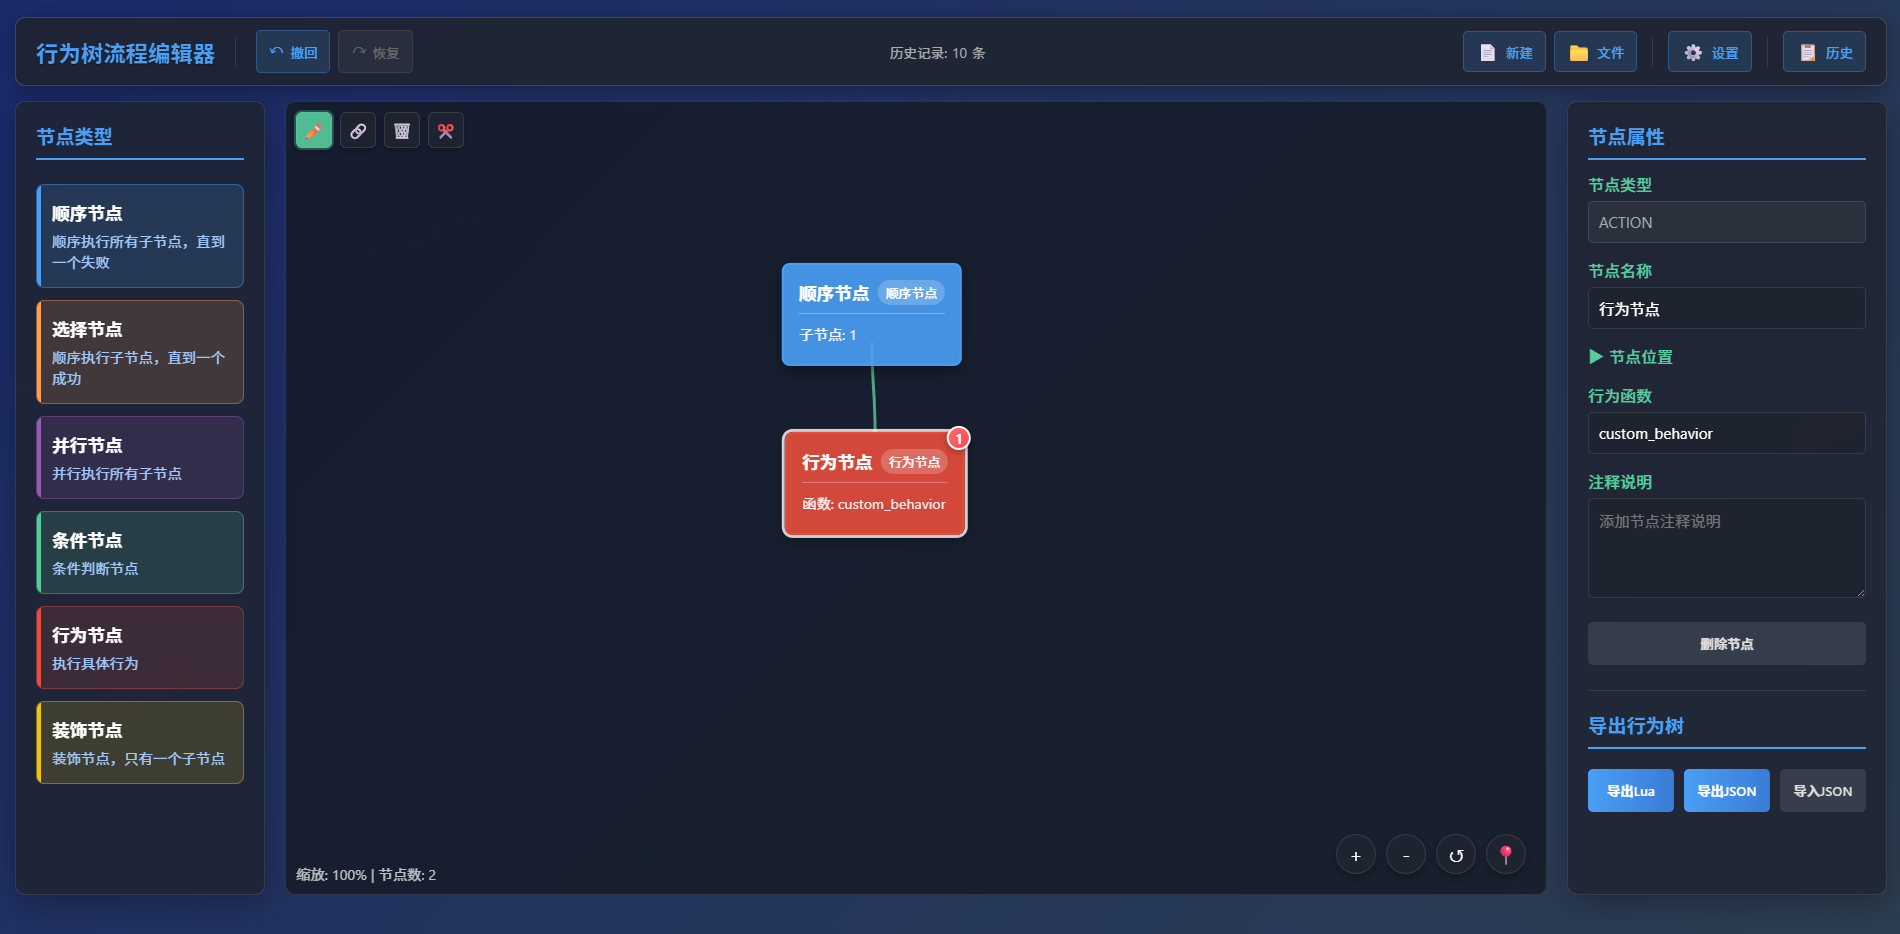 行为树流程编辑器
撤回
恢复
历史记录: 10 条
新建
文件
设置
历史
节点类型
顺序节点
顺序执行所有子节点，直到
一个失败
选择节点
顺序执行子节点，直到一个
成功
并行节点
并行执行所有子节点
条件节点
条件判断节点
行为节点
执行具体行为
装饰节点
装饰节点，只有一个子节点
顺序节点 顺序节点
子节点: 1
1
行为节点 行为节点
函数: custom_behavior
缩放: 100% | 节点数: 2
+
-
节点属性
节点类型
ACTION
节点名称
行为节点
▶ 节点位置
行为函数
custom_behavior
注释说明
添加节点注释说明
删除节点
导出行为树
导出Lua
导出JSON
导入JSON